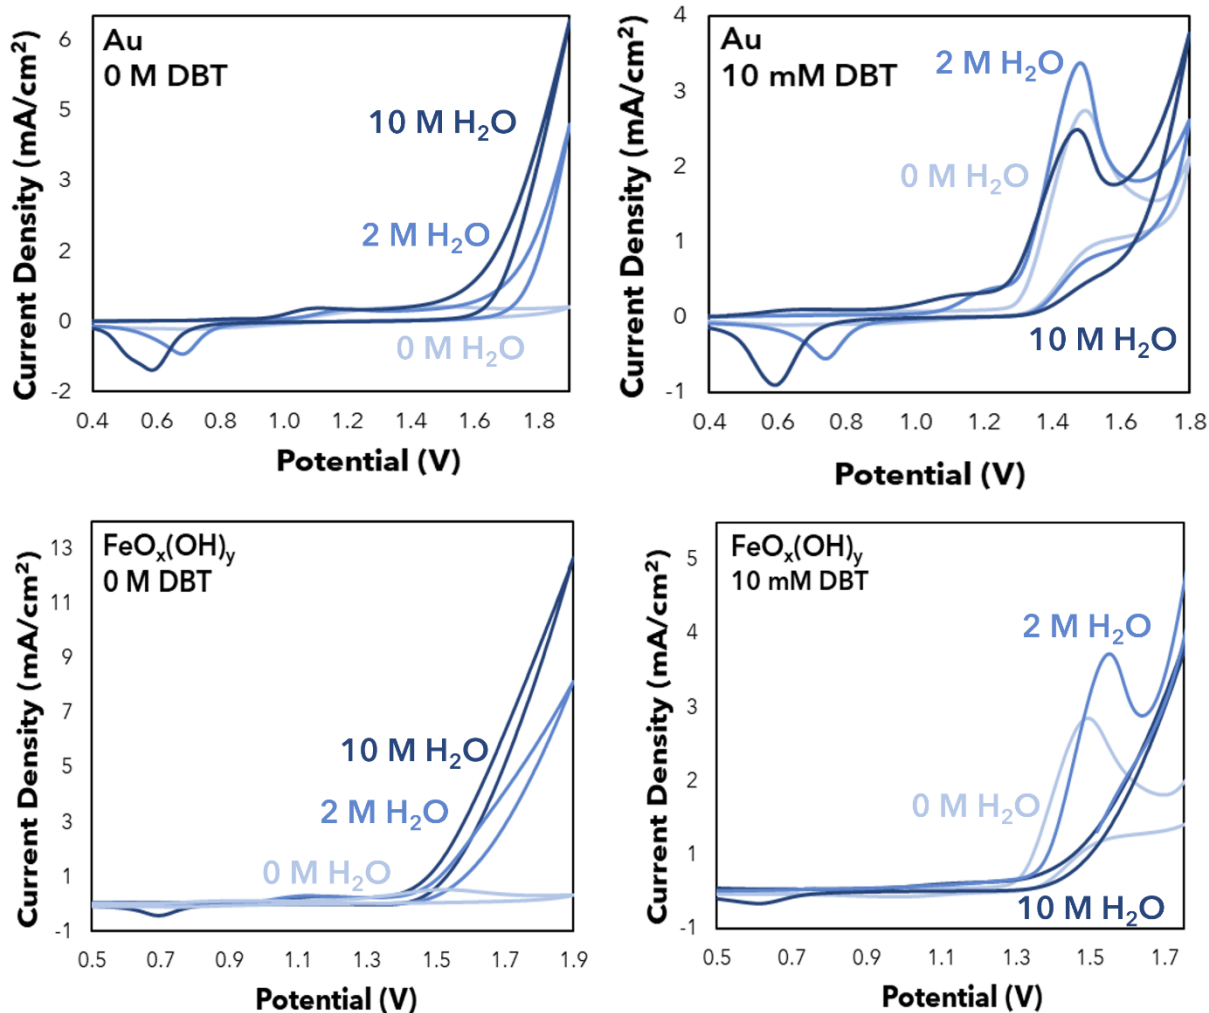 Au
0 M DBT
10 M H₂O
2 M H₂O
0 M H₂O
Current Density (mA/cm²)
6
5
3
2
0
-2
0.4 0.6 0.8 1.0 1.2 1.4 1.6 1.8
Potential (V)
Au
10 mM DBT
2 M H₂O
0 M H₂O
10 M H₂O
Current Density (mA/cm²)
4
3
2
1
0
-1
0.4 0.6 0.8 1.0 1.2 1.4 1.6 1.8
Potential (V)
FeOₓ(OH)ᵧ
0 M DBT
10 M H₂O
2 M H₂O
0 M H₂O
Current Density (mA/cm²)
13
11
9
7
5
3
1
-1
0.5 0.7 0.9 1.1 1.3 1.5 1.7 1.9
Potential (V)
FeOₓ(OH)ᵧ
10 mM DBT
2 M H₂O
0 M H₂O
10 M H₂O
Current Density (mA/cm²)
5
4
3
2
1
-1
0.5 0.7 0.9 1.1 1.3 1.5 1.7
Potential (V)